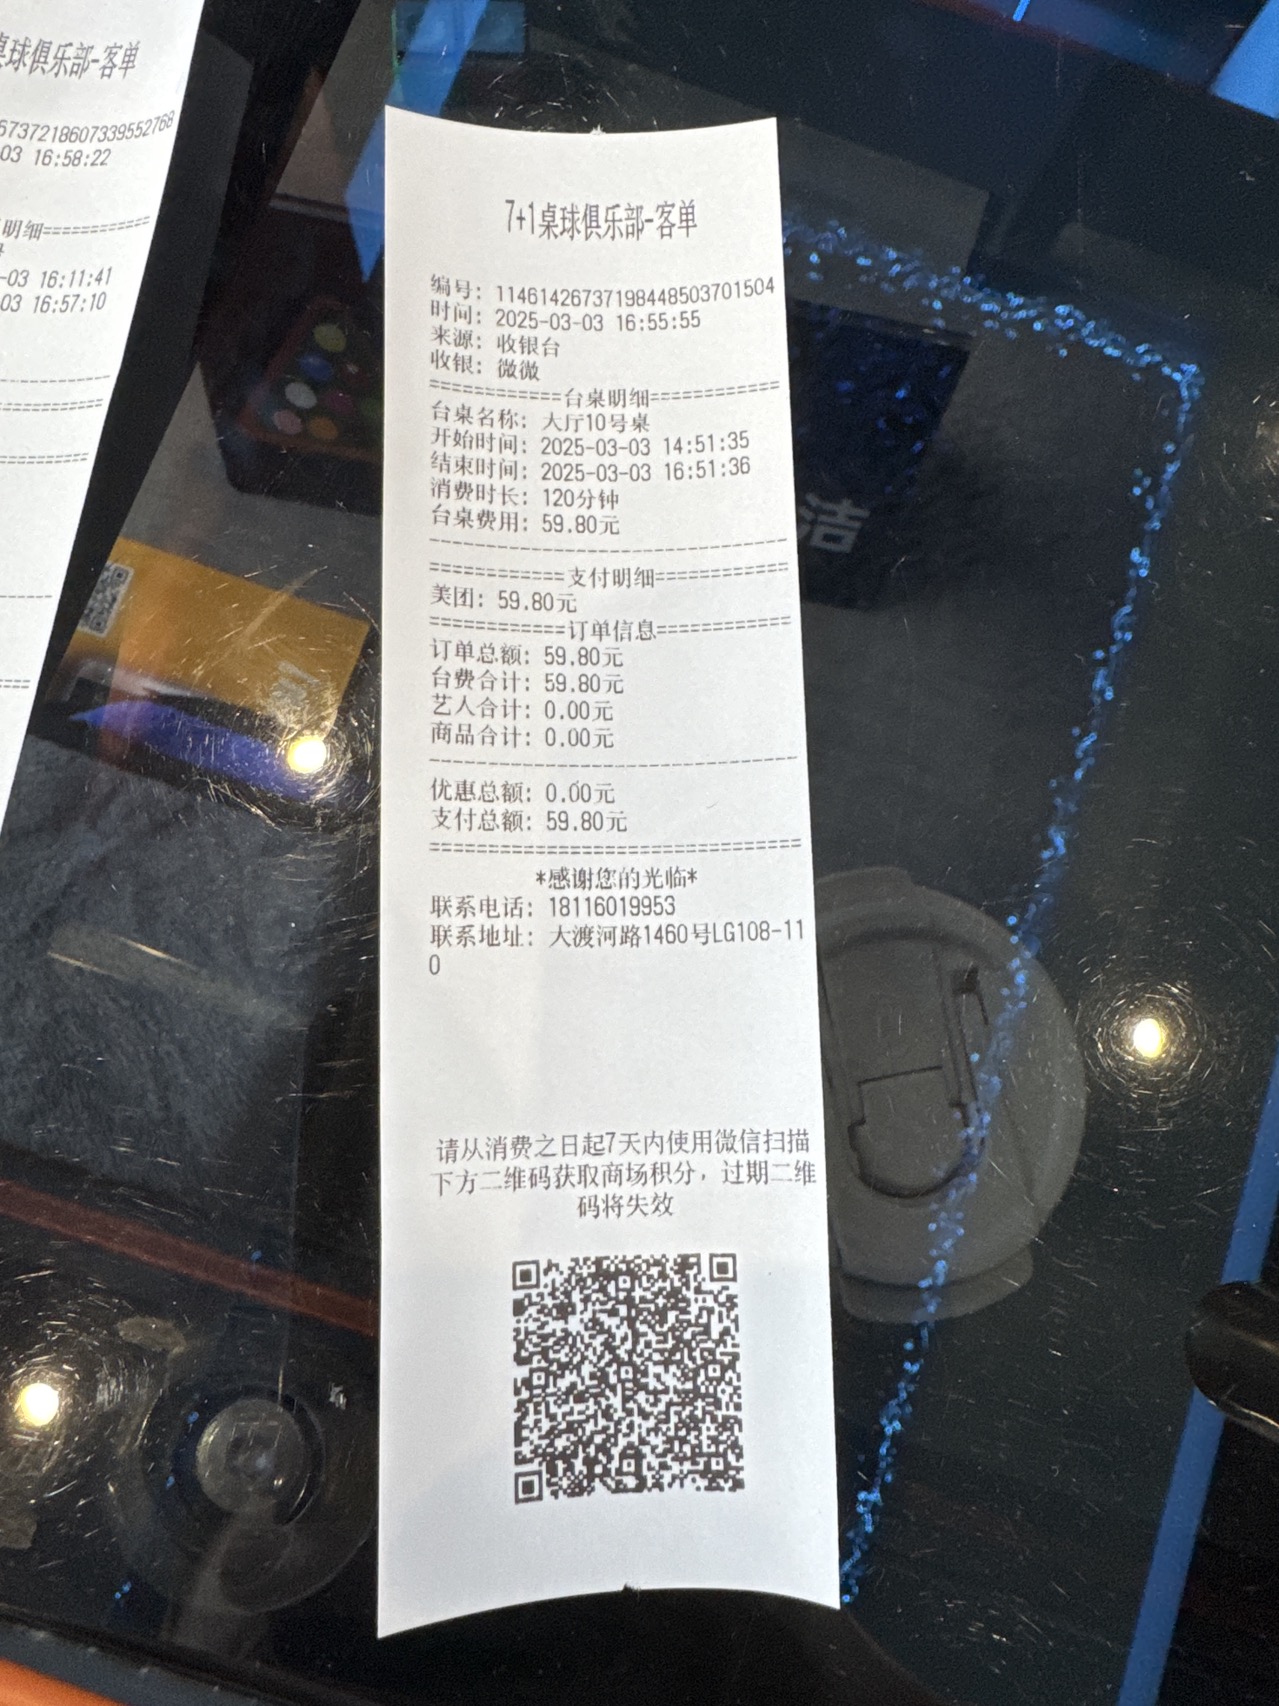 桌球俱乐部-客单
5737218607339552768
03 16:58:22
明细==========
-03 16:11:41
03 16:57:10
7+1桌球俱乐部-客单
编号: 11461426737198448503701504
时间: 2025-03-03 16:55:55
来源: 收银台
收银: 微微
============台桌明细============
台桌名称: 大厅10号桌
开始时间: 2025-03-03 14:51:35
结束时间: 2025-03-03 16:51:36
消费时长: 120分钟
台桌费用: 59.80元
============支付明细============
美团: 59.80元
============订单信息============
订单总额: 59.80元
台费合计: 59.80元
艺人合计: 0.00元
商品合计: 0.00元
优惠总额: 0.00元
支付总额: 59.80元
*感谢您的光临*
联系电话: 18116019953
联系地址: 大渡河路1460号LG108-11
0
请从消费之日起7天内使用微信扫描
下方二维码获取商场积分，过期二维
码将失效
洁